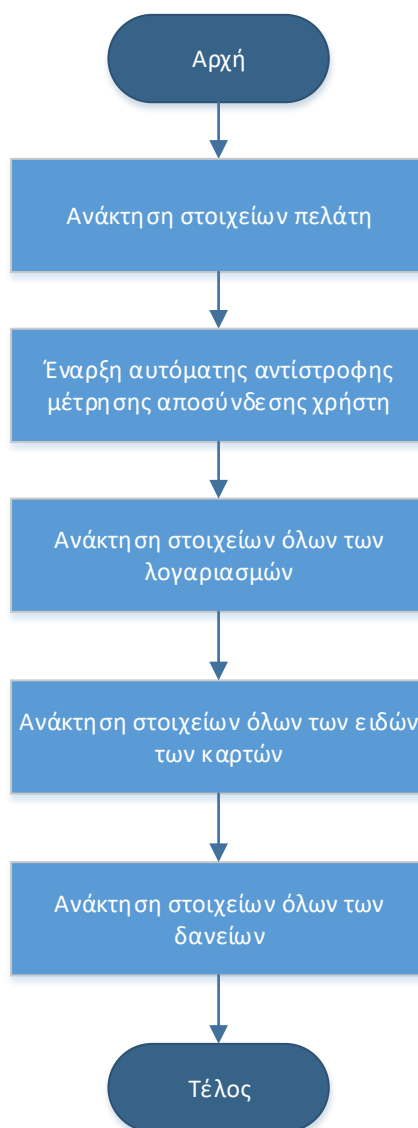 Αρχή
Ανάκτηση στοιχείων πελάτη
Έναρξη αυτόματης αντίστροφης
μέτρησης αποσύνδεσης χρήστη
Ανάκτηση στοιχείων όλων των
λογαριασμών
Ανάκτηση στοιχείων όλων των ειδών
των καρτών
Ανάκτηση στοιχείων όλων των
δανείων
Τέλος